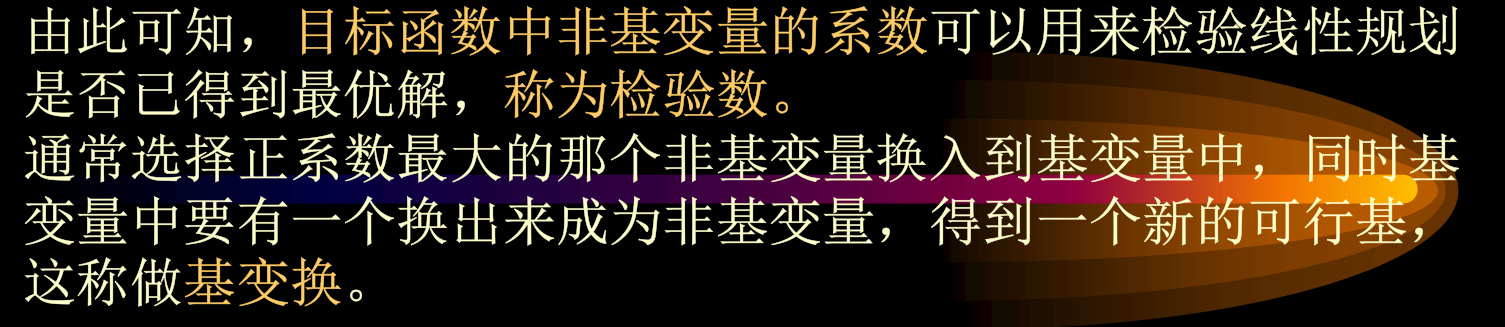 由此可知，目标函数中非基变量的系数可以用来检验线性规划
是否已得到最优解，称为检验数。
通常选择正系数最大的那个非基变量换入到基变量中，同时基
变量中要有一个换出来成为非基变量，得到一个新的可行基，
这称做基变换。